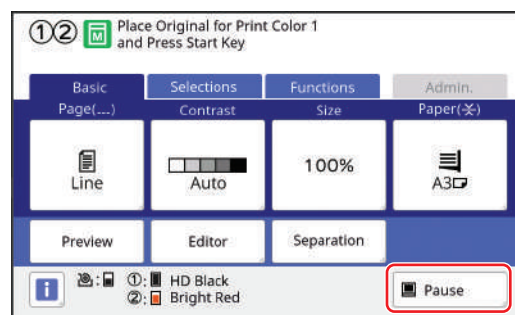 ①② M Place Original for Print Color 1
and Press Start Key
Basic Selections Functions Admin.
Page(...) Contrast Size Paper(⚹)
Line Auto 100% A3
Preview Editor Separation
i ①: HD Black
②: Bright Red
Pause